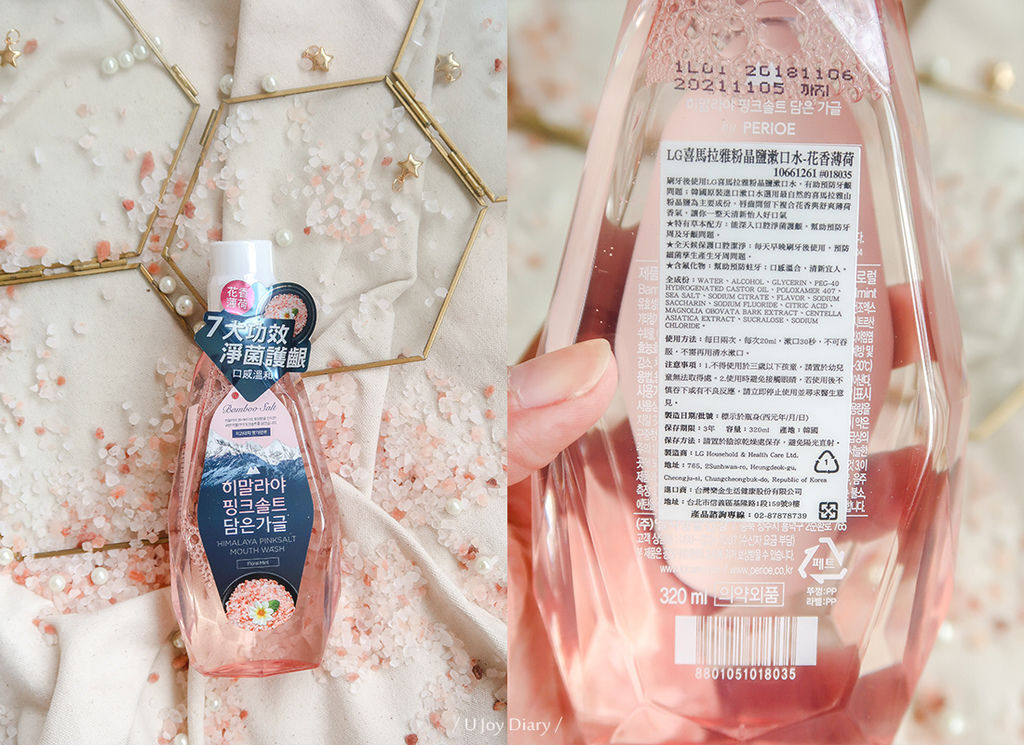 花香
薄荷
7大功效
淨菌護齦
口感溫和
Bamboo Salt
히말라야
핑크솔트
담은가글
HIMALAYA PINKSALT
MOUTH WASH
Floral Mint
1L01 20181106
20211105 까지
히말라야 핑크솔트 담은 가글
by PERIOE
LG喜馬拉雅粉晶鹽漱口水-花香薄荷
10661261 #018035
刷牙後使用LG喜馬拉雅粉晶鹽漱口水，有助預防牙齦
問題；韓國原裝進口漱口水選用最自然的喜馬拉雅山
粉晶鹽為主要成份，唇齒間留下複合花香與舒爽薄荷
香氣，讓你一整天清新怡人好口氣
★特有草本配方：能深入口腔淨菌護齦，幫助預防牙
周及牙齦問題。
★全天候保護口腔潔淨：每天早晚刷牙後使用，預防
細菌孳生產生牙周問題。
★含氟化物：幫助預防蛀牙；口感溫合，清新宜人。
全成份：WATER、ALCOHOL、GLYCERIN、PEG-40
HYDROGENATED CASTOR OIL、POLOXAMER 407、
SEA SALT、SODIUM CITRATE、FLAVOR、SODIUM
SACCHARIN、SODIUM FLUORIDE、CITRIC ACID、
MAGNOLIA OBOVATA BARK EXTRACT、CENTELLA
ASIATICA EXTRACT、SUCRALOSE、SODIUM
CHLORIDE。
使用方法：每日兩次，每次20ml，漱口30秒，不可吞
服，不需再用清水漱口。
注意事項：1.不得使用於三歲以下孩童，請置於幼兒
童無法取得處。2.使用時避免接觸眼睛，若使用後不
慎吞下或有不良反應，請立即停止使用並尋求醫生意
見。
製造日期/批號：標示於瓶身(西元年/月/日)
保存期限：3年 容量：320ml 產地：韓國
保存方法：請置於陰涼乾燥處保存，避免陽光直射。
製造商：LG Household & Health Care Ltd.
地址：765, 2Sunhwan-ro, Heungdeok-gu,
Cheongju-si, Chungcheongbuk-do, Republic of Korea
進口商：台灣樂金生活健康股份有限公司
地址：台北市信義區基隆路1段159號9樓
產品諮詢專線：02-87878739
1
www.perioe.co.kr
페트
뚜껑:PP
라벨:PP
320 ml 의약외품
8801051018035
/ U Joy Diary /